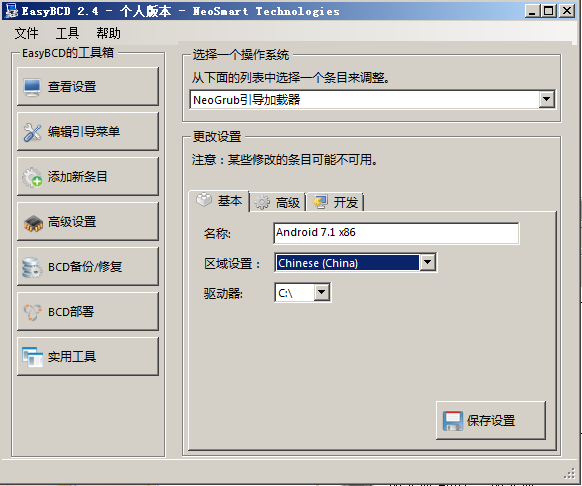 EasyBCD 2.4 - 个人版本 - NeoSmart Technologies
文件 工具 帮助
EasyBCD的工具箱
查看设置
编辑引导菜单
添加新条目
高级设置
BCD备份/修复
BCD部署
实用工具
选择一个操作系统
从下面的列表中选择一个条目来调整。
NeoGrub引导加载器
更改设置
注意：某些修改的条目可能不可用。
基本 高级 开发
名称: Android 7.1 x86
区域设置： Chinese (China)
驱动器: C:\
保存设置